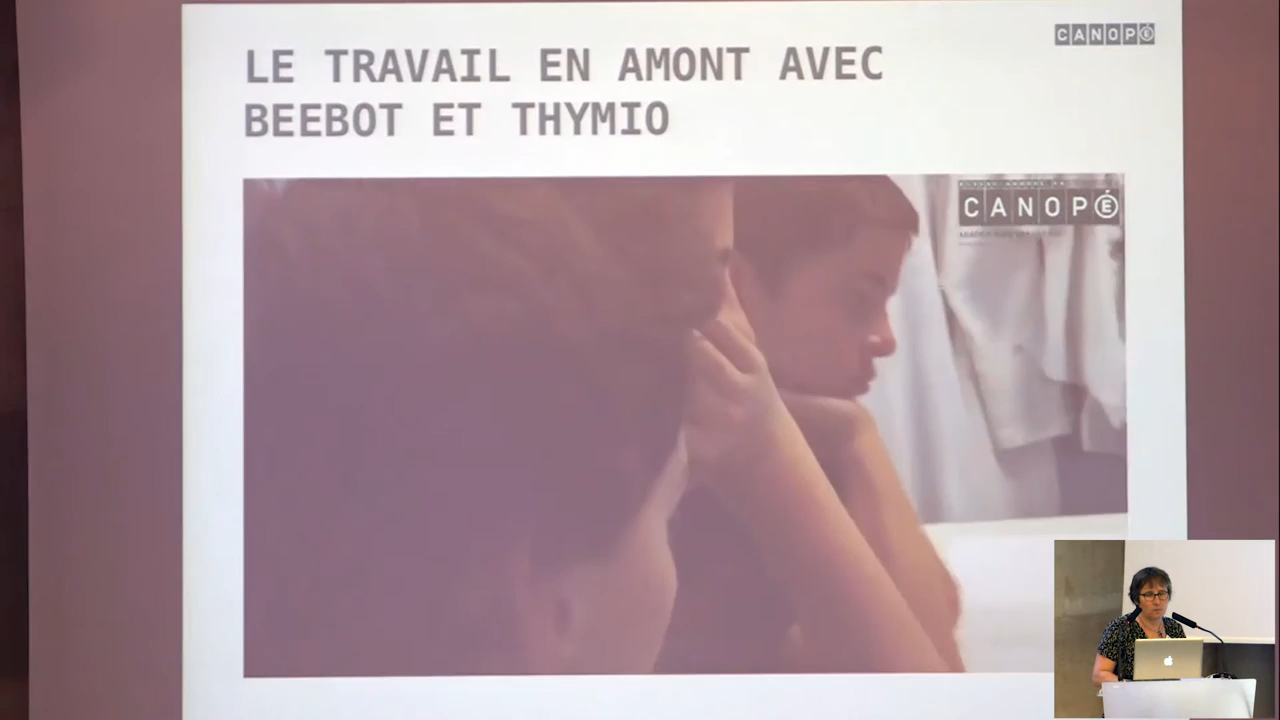 LE TRAVAIL EN AMONT AVEC
BEEBOT ET THYMIO
CANOPÉ
CANOPÉ